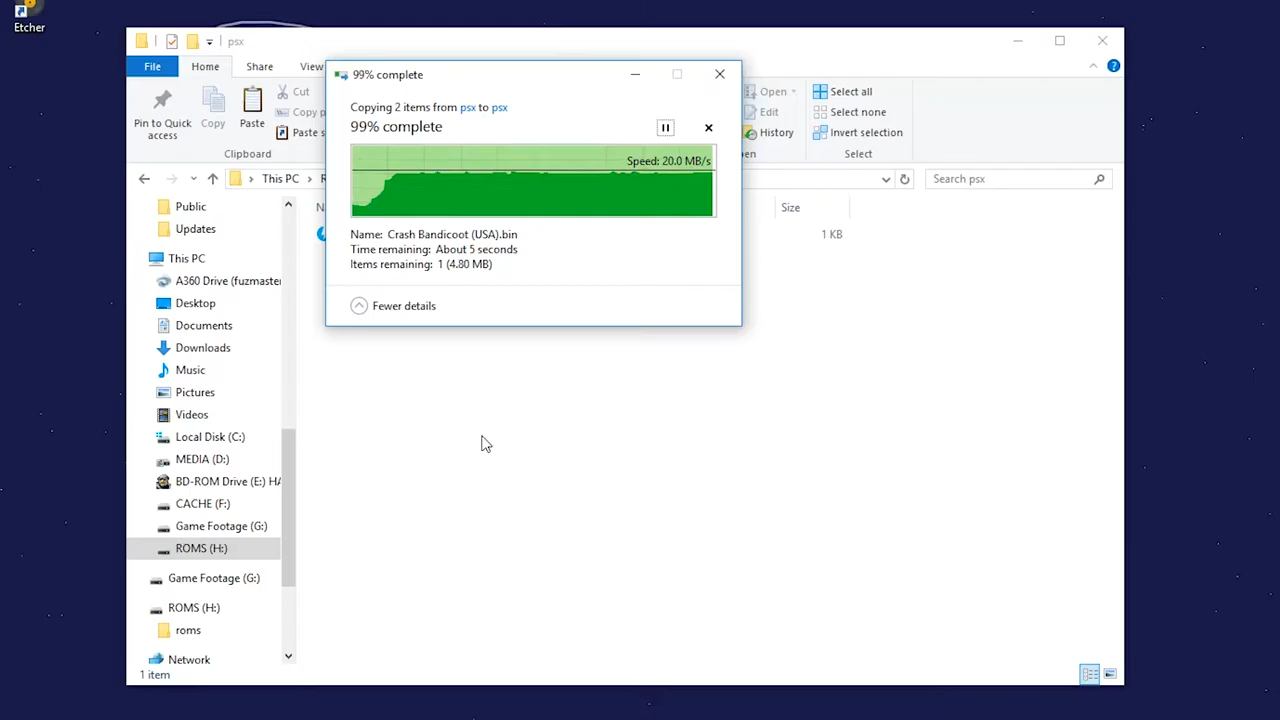 Etcher
psx
File
Home
Share
View
Pin to Quick access
Copy
Paste
Cut
Copy p
Paste s
Clipboard
Open
Edit
History
en
Select all
Select none
Invert selection
Select
This PC
R
Search psx
99% complete
Copying 2 items from psx to psx
99% complete
Speed: 20.0 MB/s
Name: Crash Bandicoot (USA).bin
Time remaining: About 5 seconds
Items remaining: 1 (4.80 MB)
Fewer details
N
Size
1 KB
Public
Updates
This PC
A360 Drive (fuzmaster
Desktop
Documents
Downloads
Music
Pictures
Videos
Local Disk (C:)
MEDIA (D:)
BD-ROM Drive (E:) HA
CACHE (F:)
Game Footage (G:)
ROMS (H:)
Game Footage (G:)
ROMS (H:)
roms
Network
1 item